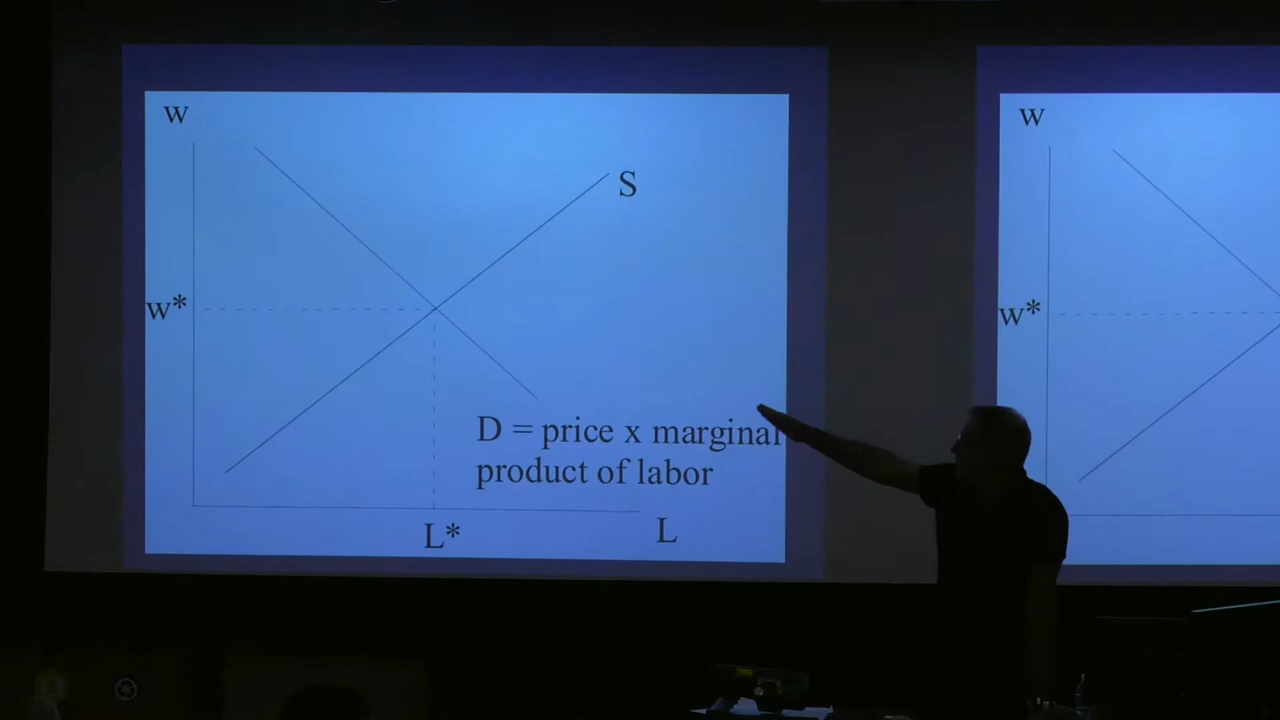 w
S
w*
D = price x marginal
product of labor
L*
L
w
w*